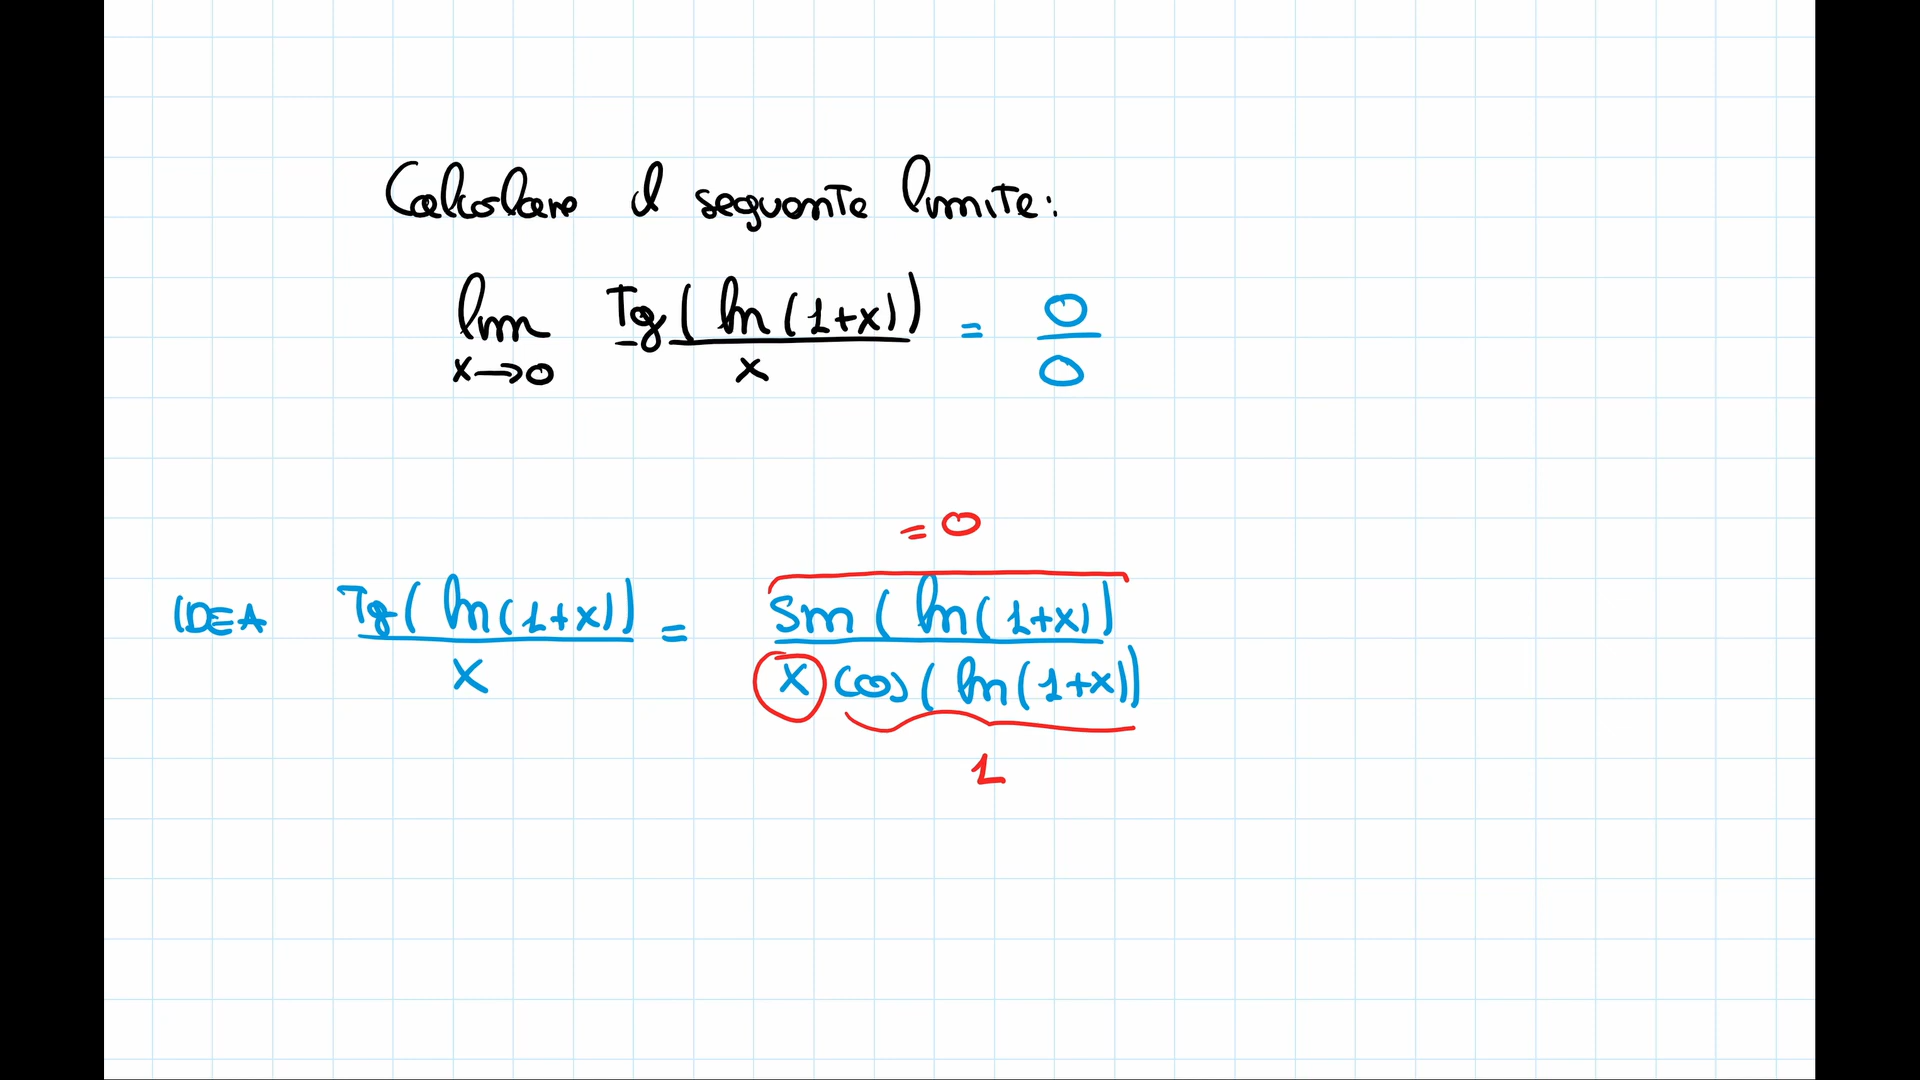 Calcolare il seguente limite:
lim x→0 Tg(ln(1+x)) / x = 0/0
= 0
IDEA Tg(ln(1+x)) / x = sin(ln(1+x)) / x cos(ln(1+x))
1